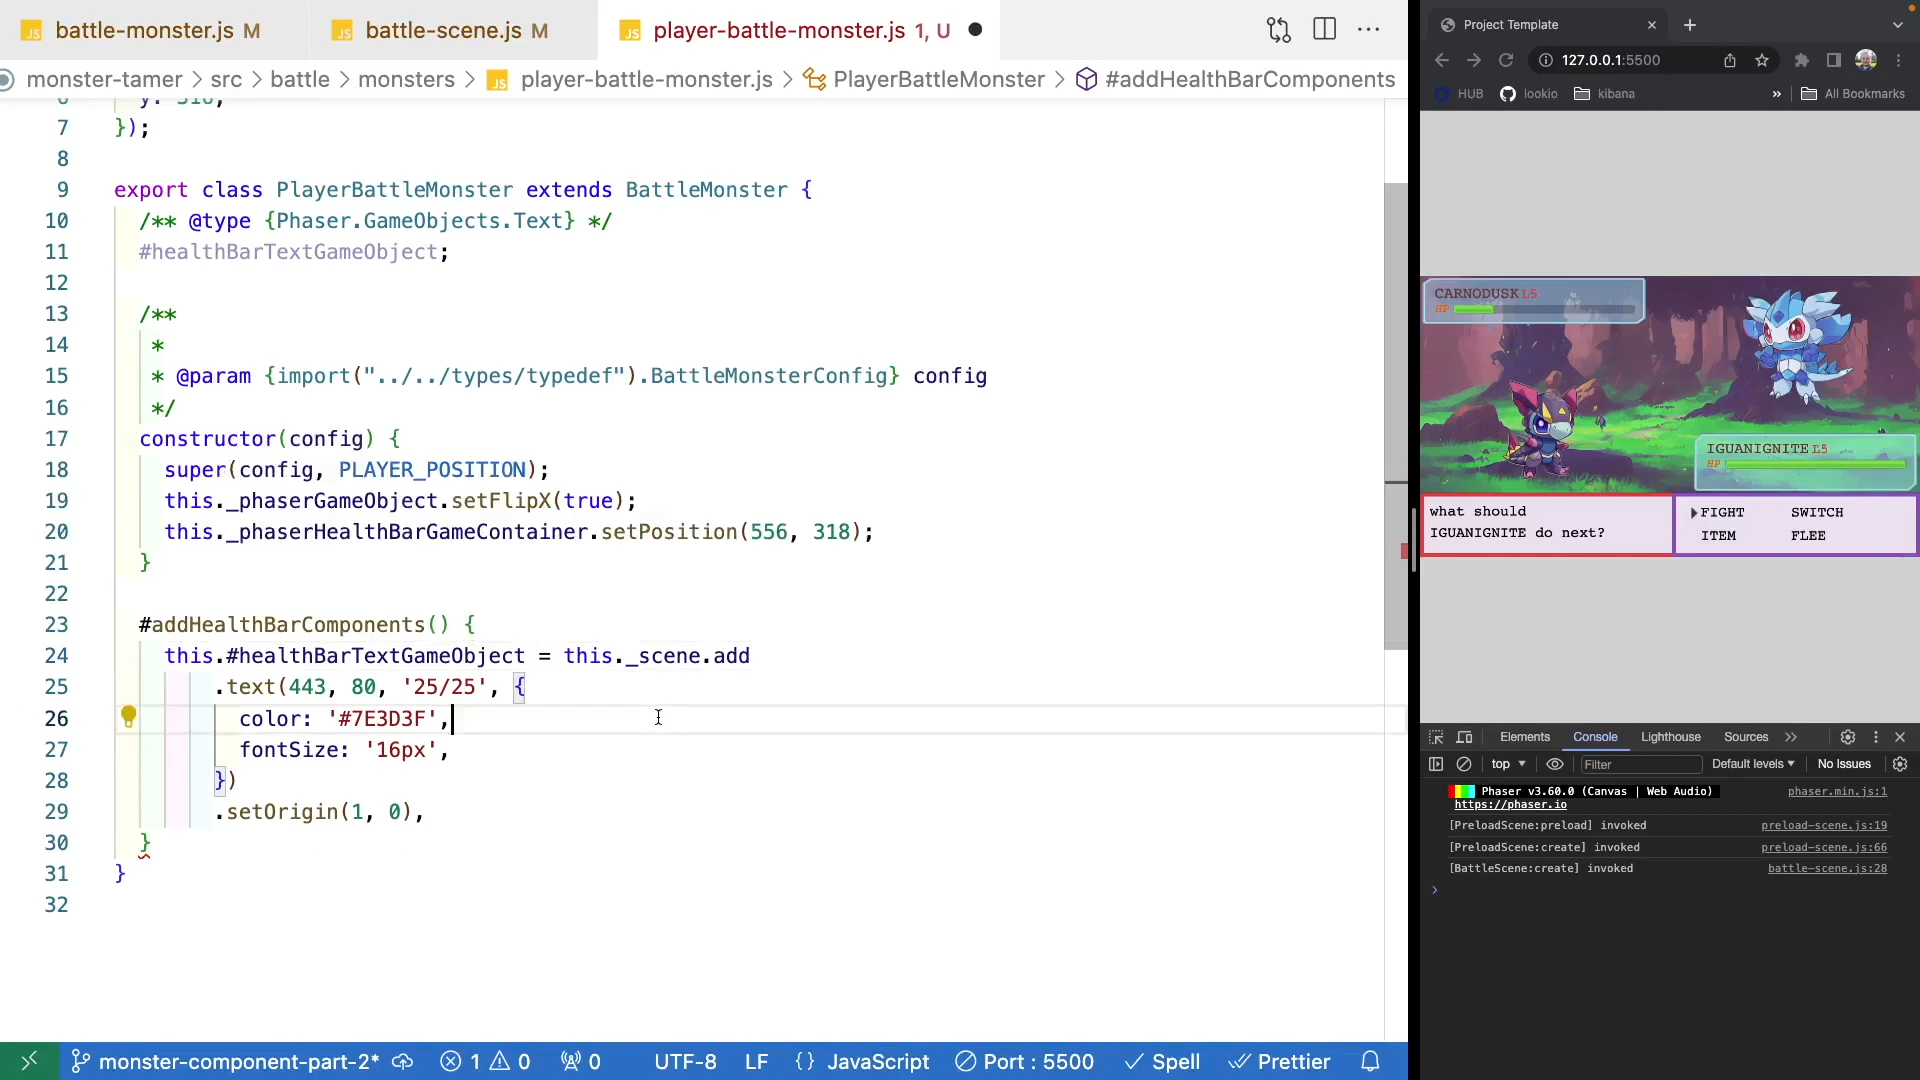 battle-monster.js M
battle-scene.js M
player-battle-monster.js 1, U
monster-tamer > src > battle > monsters > player-battle-monster.js > PlayerBattleMonster > #addHealthBarComponents
6 y: 316,
7 });
8
9 export class PlayerBattleMonster extends BattleMonster {
10 /** @type {Phaser.GameObjects.Text} */
11 #healthBarTextGameObject;
12
13 /**
14 *
15 * @param {import("../../types/typedef").BattleMonsterConfig} config
16 */
17 constructor(config) {
18 super(config, PLAYER_POSITION);
19 this._phaserGameObject.setFlipX(true);
20 this._phaserHealthBarGameContainer.setPosition(556, 318);
21 }
22
23 #addHealthBarComponents() {
24 this.#healthBarTextGameObject = this._scene.add
25 .text(443, 80, '25/25', {
26 color: '#7E3D3F',
27 fontSize: '16px',
28 })
29 .setOrigin(1, 0),
30 }
31 }
32
monster-component-part-2* 1 0 0 UTF-8 LF {} JavaScript Port : 5500 Spell Prettier
Project Template
127.0.0.1:5500
HUB lookio kibana » All Bookmarks
CARNODUSK L5
HP
IGUANIGNITE L5
HP
what should
IGUANIGNITE do next?
FIGHT SWITCH
ITEM FLEE
Elements Console Lighthouse Sources »
top Filter Default levels No Issues
Phaser v3.60.0 (Canvas | Web Audio) phaser.min.js:1
https://phaser.io
[PreloadScene:preload] invoked preload-scene.js:19
[PreloadScene:create] invoked preload-scene.js:66
[BattleScene:create] invoked battle-scene.js:28